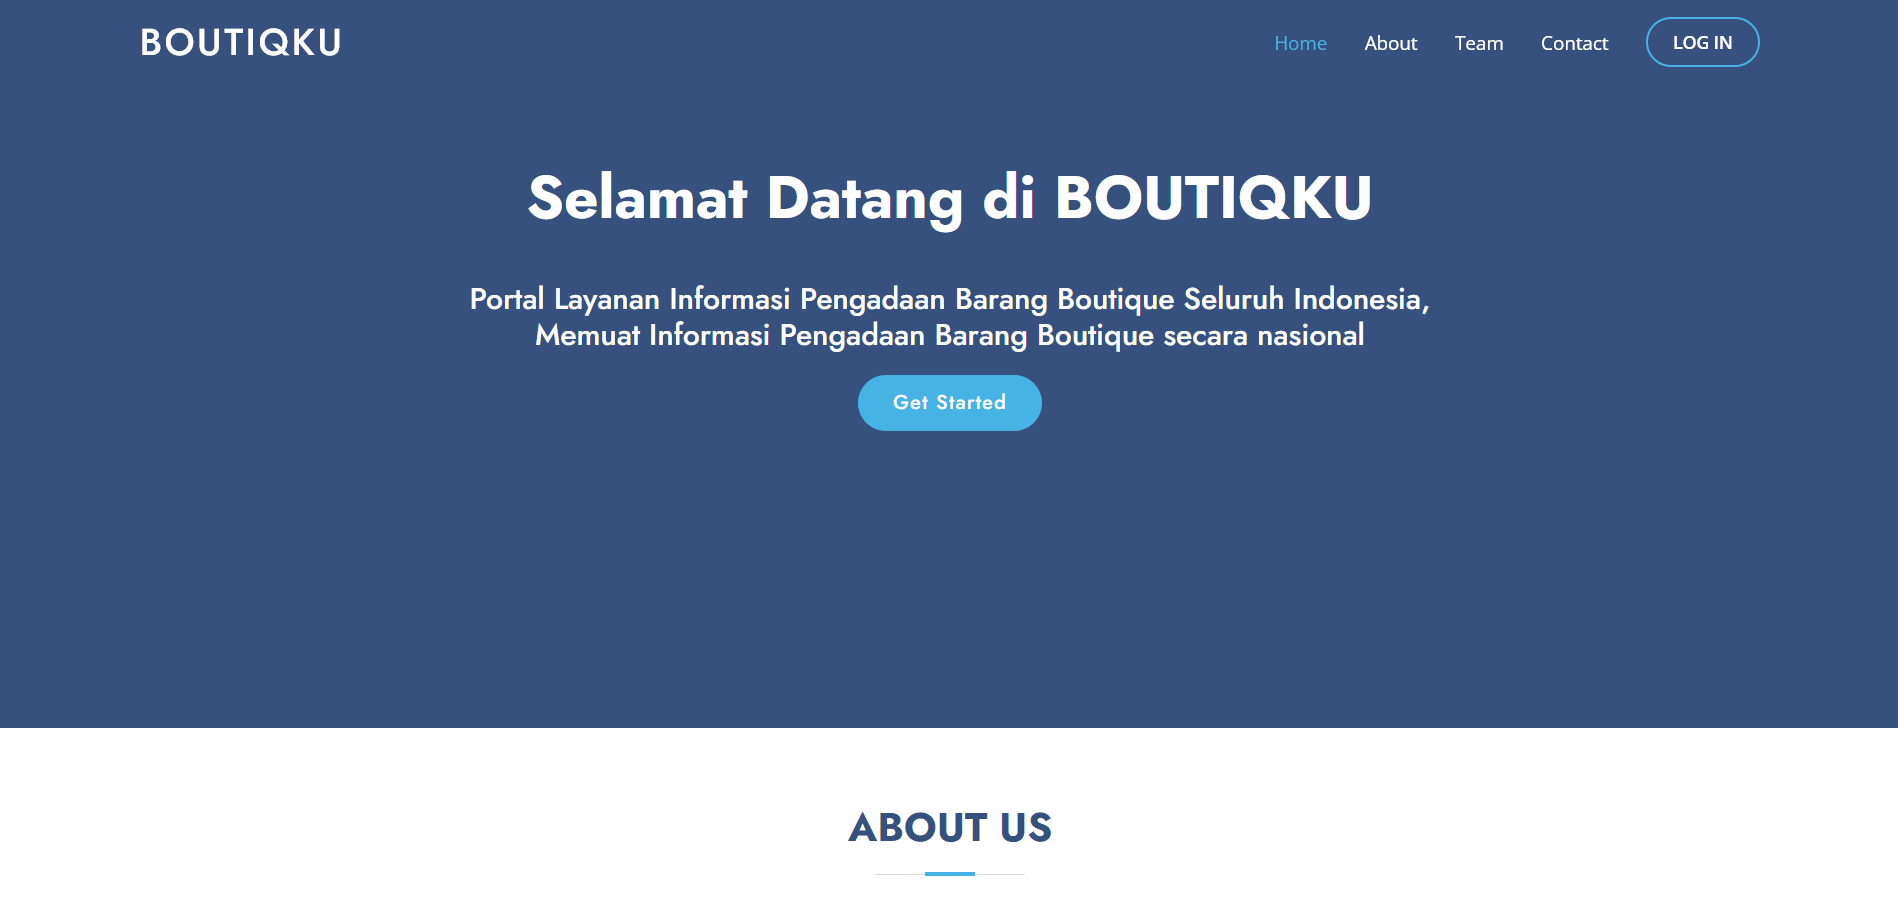 BOUTIQKU
Home
About
Team
Contact
LOG IN
Selamat Datang di BOUTIQKU
Portal Layanan Informasi Pengadaan Barang Boutique Seluruh Indonesia,
Memuat Informasi Pengadaan Barang Boutique secara nasional
Get Started
ABOUT US